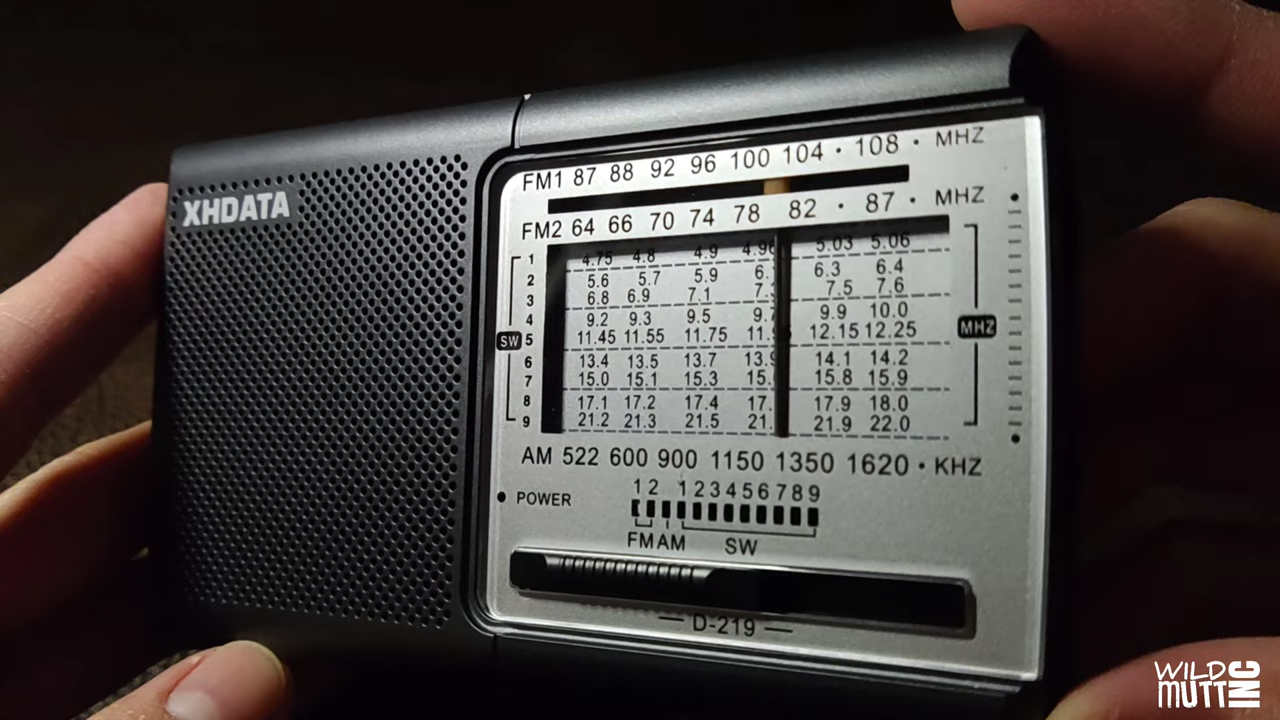 XHDATA
FM1 87 88 92 96 100 104 • 108 • MHZ
FM2 64 66 70 74 78 82 • 87 • MHZ
1 4.75 4.8 4.9 5.03 5.06
2 5.6 5.7 5.9 6.3 6.4
3 6.8 6.9 7.1 7.5 7.6
4 9.2 9.3 9.5 9.9 10.0
SW 5 11.45 11.55 11.75 12.15 12.25 MHZ
6 13.4 13.5 13.7 14.1 14.2
7 15.0 15.1 15.3 15.8 15.9
8 17.1 17.2 17.4 17.9 18.0
9 21.2 21.3 21.5 21.9 22.0
AM 522 600 900 1150 1350 1620 • KHZ
1 2 1 2 3 4 5 6 7 8 9
POWER
FM AM SW
D-219
WILD MUTT INC